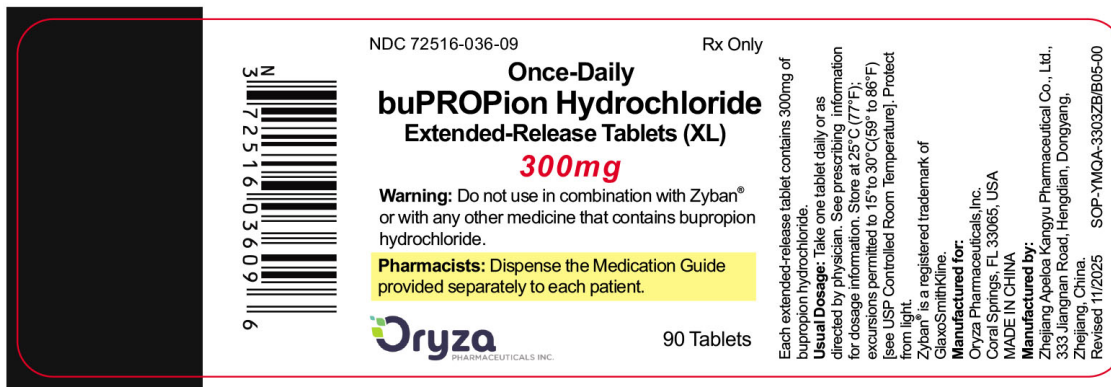 NDC 72516-036-09 Rx Only
Once-Daily
buPROPion Hydrochloride
Extended-Release Tablets (XL)
300mg
Warning: Do not use in combination with Zyban®
or with any other medicine that contains bupropion
hydrochloride.
Pharmacists: Dispense the Medication Guide
provided separately to each patient.
Oryza
PHARMACEUTICALS INC.
90 Tablets
N
3 72516 03609 6
Each extended-release tablet contains 300mg of
bupropion hydrochloride.
Usual Dosage: Take one tablet daily or as
directed by physician. See prescribing information
for dosage information. Store at 25°C (77°F);
excursions permitted to 15°to 30°C(59° to 86°F)
[see USP Controlled Room Temperature]. Protect
from light.
Zyban® is a registered trademark of
GlaxoSmithKline.
Manufactured for:
Oryza Pharmaceuticals,Inc.
Coral Springs, FL 33065, USA
MADE IN CHINA
Manufactured by:
Zhejiang Apeloa Kangyu Pharmaceutical Co., Ltd.,
333 Jiangnan Road, Hengdian, Dongyang,
Zhejiang, China.
Revised 11/2025 SOP-YMQA-3303ZB/B05-00